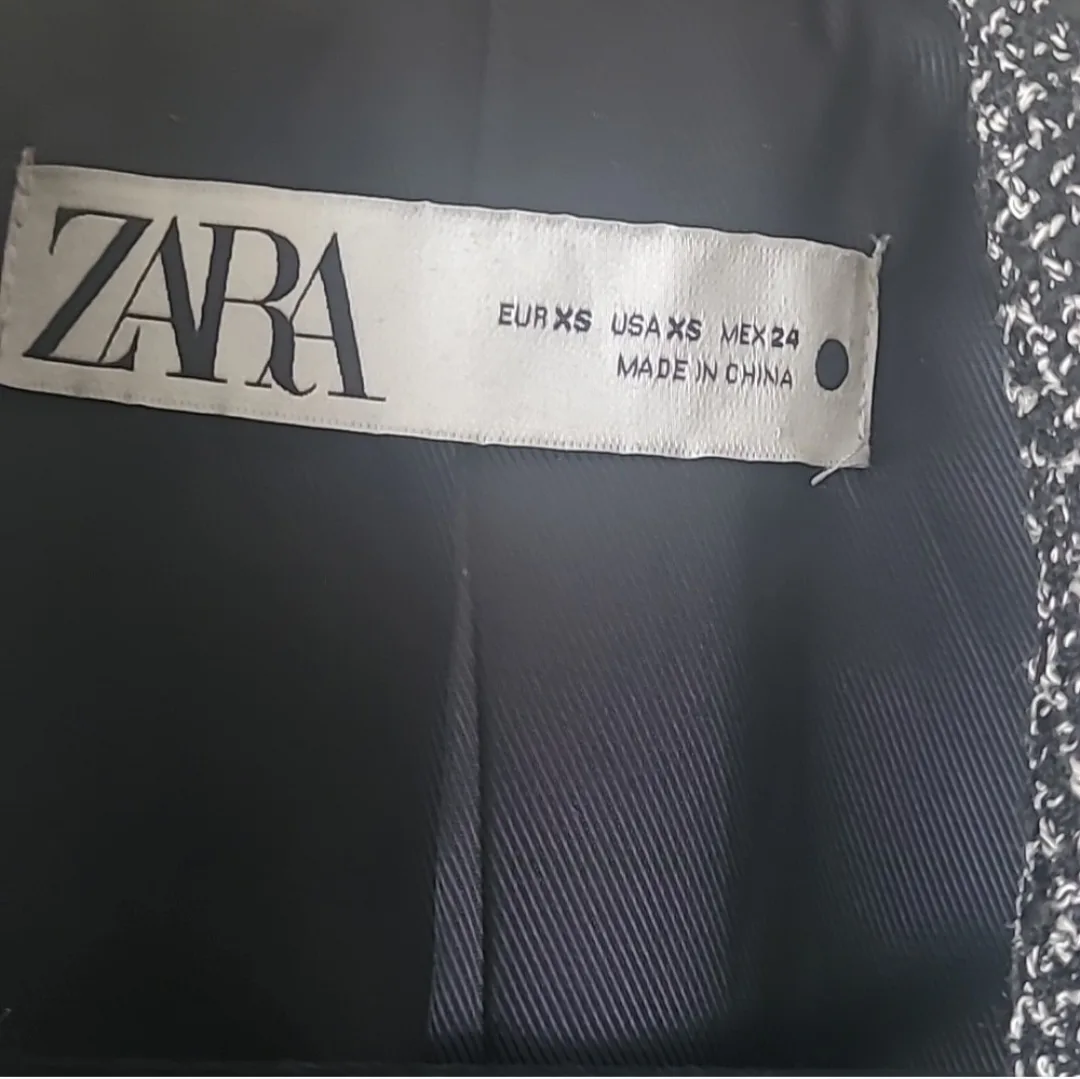 ZARA
EUR XS USA XS MEX 24
MADE IN CHINA